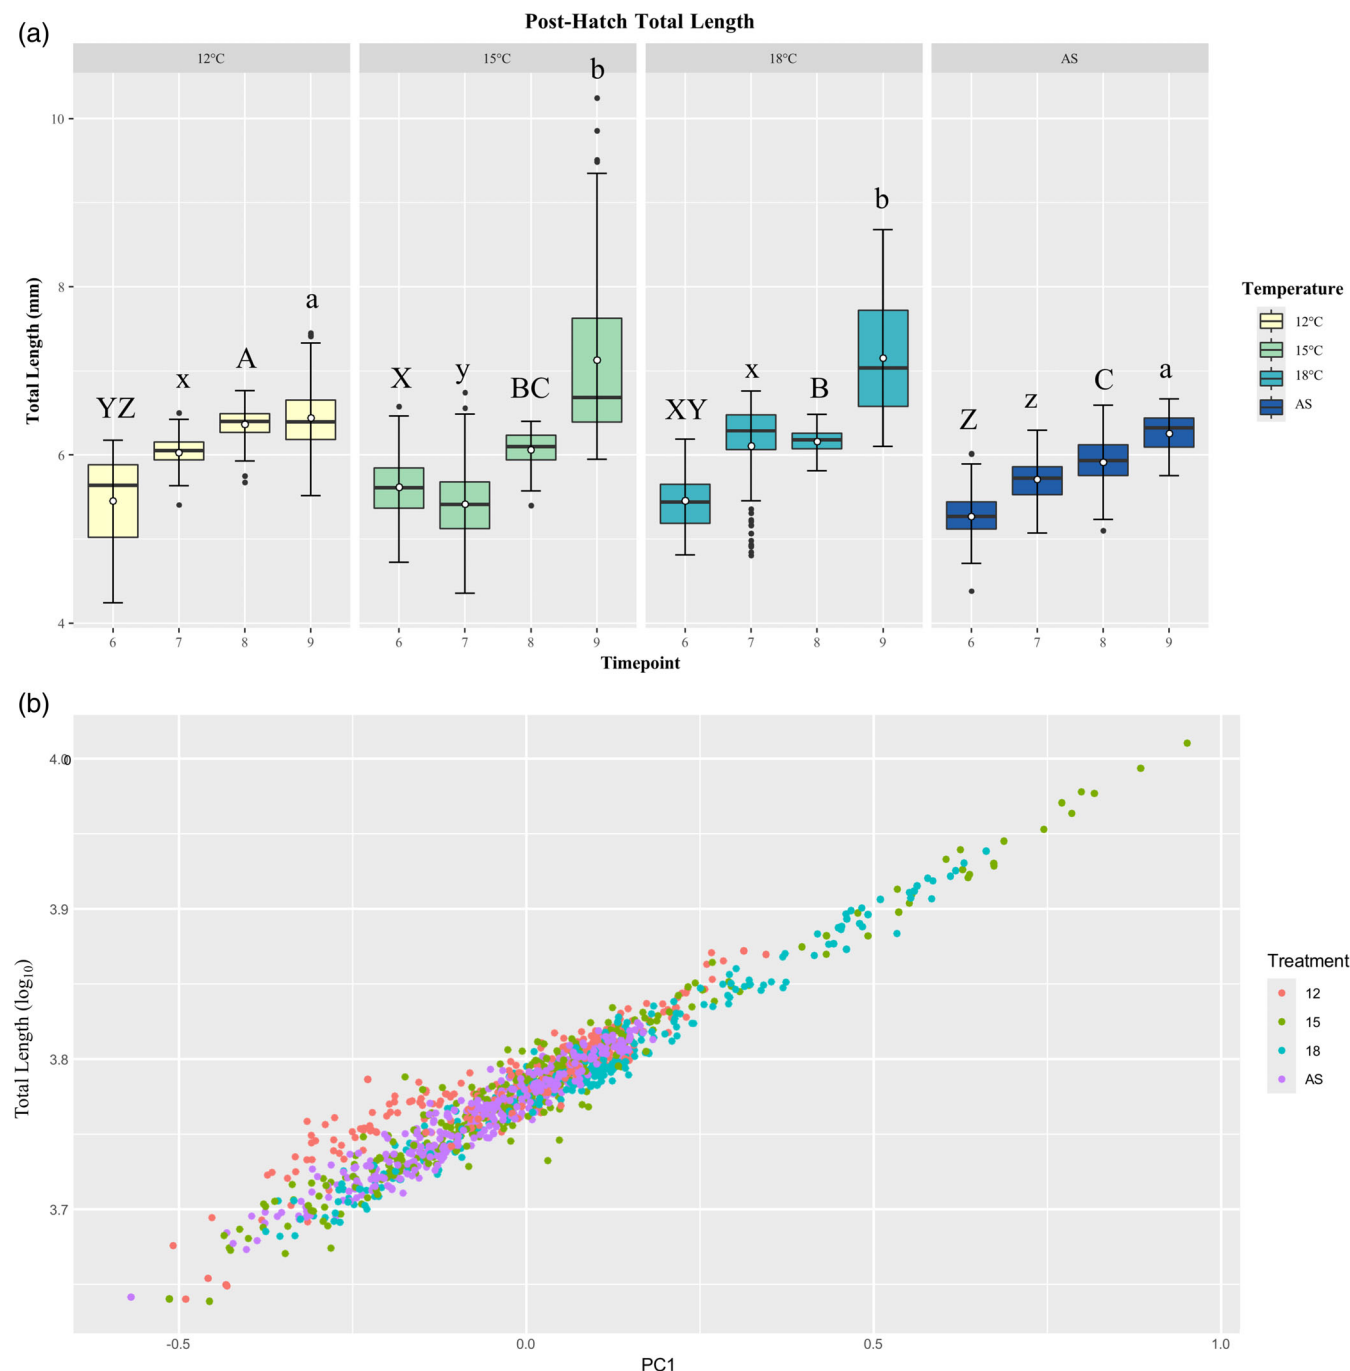 (a)
Post-Hatch Total Length
12°C 15°C 18°C AS
10
8
6
4
Total Length (mm)
YZ x A a
X y BC b
XY x B b
Z z C a
6 7 8 9 6 7 8 9 6 7 8 9 6 7 8 9
Timepoint
Temperature
12°C
15°C
18°C
AS
(b)
4.0
3.9
3.8
3.7
Total Length (log10)
-0.5 0.0 0.5 1.0
PC1
Treatment
12
15
18
AS